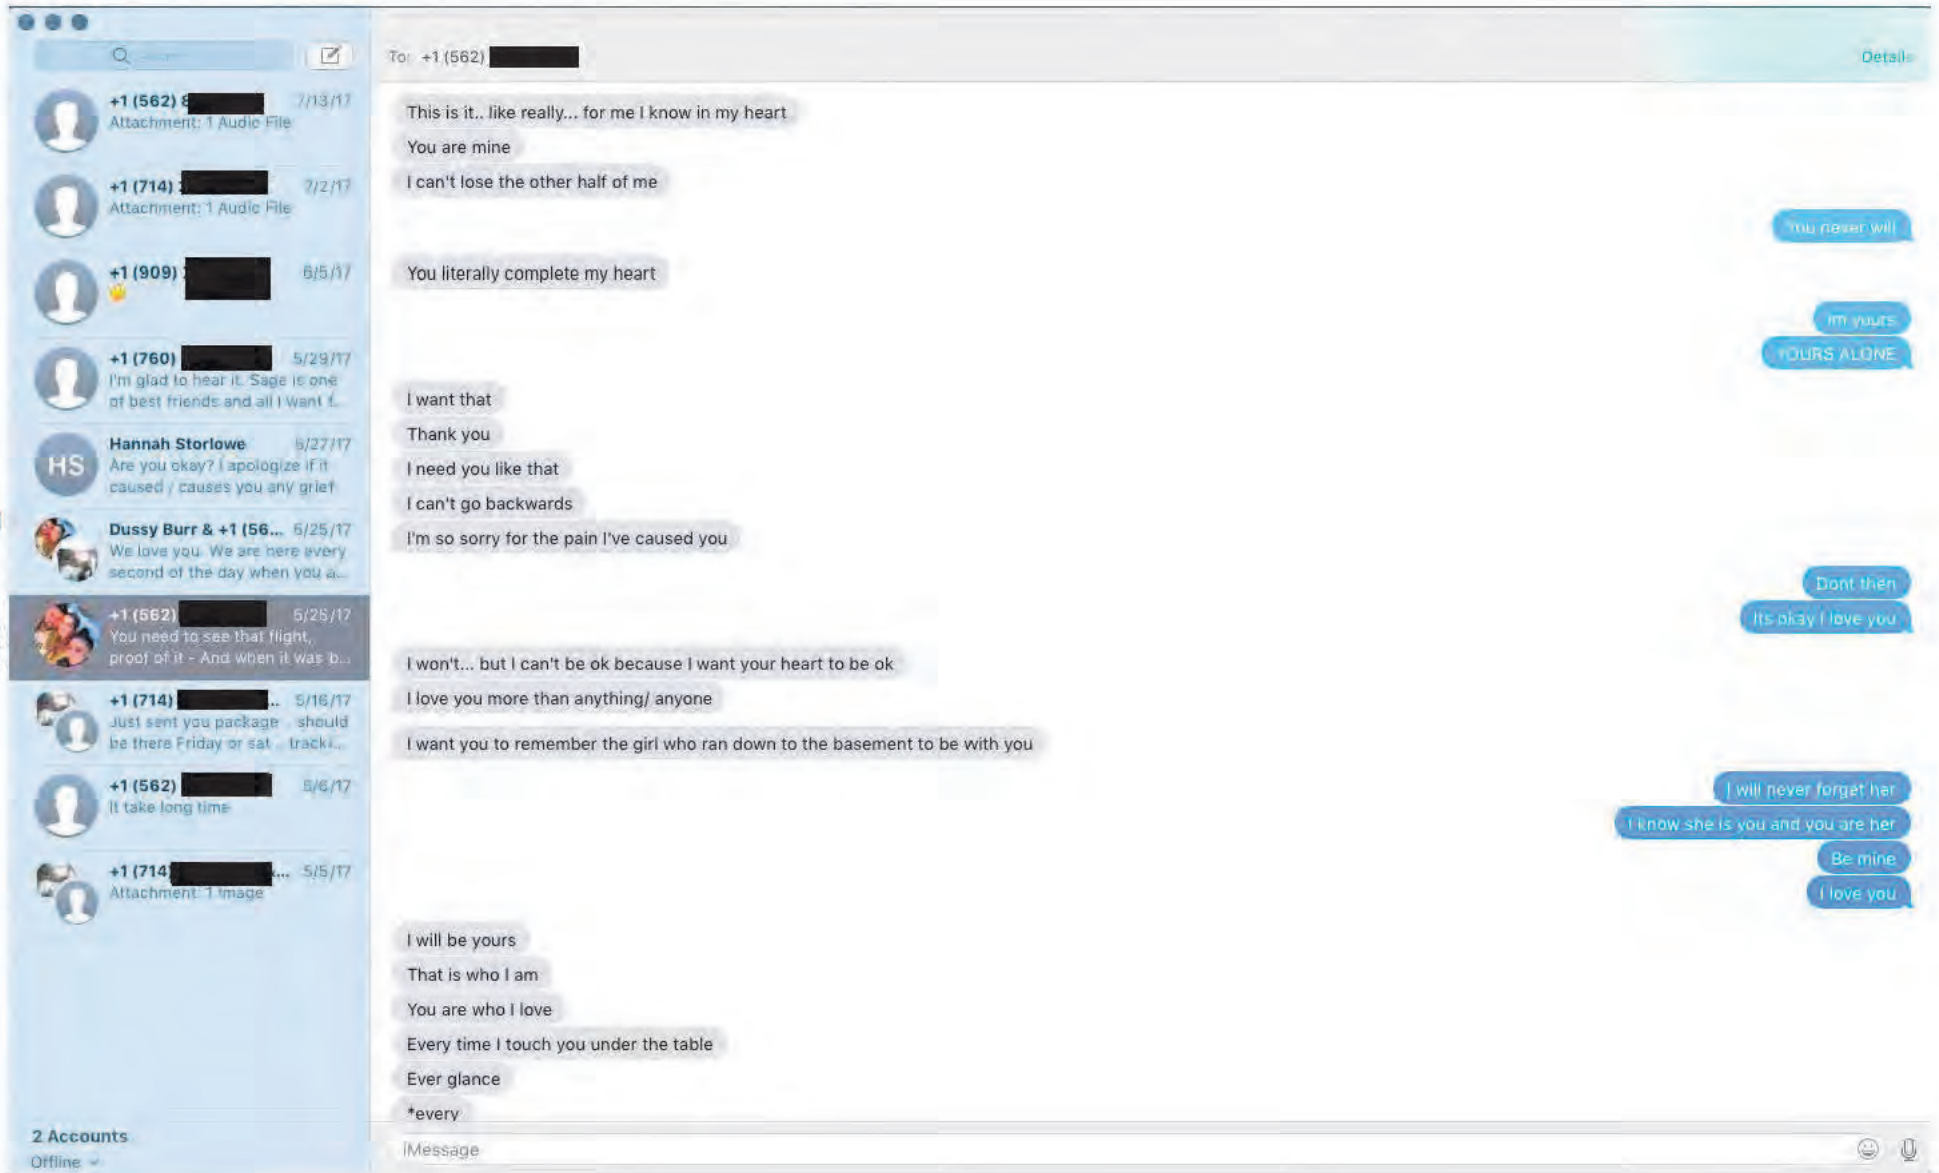 +1 (562) 8
7/13/17
Attachment: 1 Audio File
+1 (714)
7/2/17
Attachment: 1 Audio File
+1 (909)
6/5/17
+1 (760)
5/29/17
I'm glad to hear it. Sage is one
of best friends and all I want f...
HS
Hannah Storlowe
5/27/17
Are you okay? I apologize if it
caused / causes you any grief
Dussy Burr & +1 (56...
5/25/17
We love you. We are here every
second of the day when you a...
+1 (562)
5/25/17
You need to see that flight,
proof of it - And when it was b...
+1 (714)
...
5/16/17
Just sent you package .. should
be there Friday or sat .. tracki...
+1 (562)
5/6/17
It take long time
+1 (714)
...
5/5/17
Attachment: 1 Image
2 Accounts
Offline
To: +1 (562)
Details
This is it.. like really... for me I know in my heart
You are mine
I can't lose the other half of me
You never will
You literally complete my heart
Im yours
YOURS ALONE
I want that
Thank you
I need you like that
I can't go backwards
I'm so sorry for the pain I've caused you
Dont then
Its okay I love you
I won't... but I can't be ok because I want your heart to be ok
I love you more than anything/ anyone
I want you to remember the girl who ran down to the basement to be with you
I will never forget her
I know she is you and you are her
Be mine
I love you
I will be yours
That is who I am
You are who I love
Every time I touch you under the table
Ever glance
*every
iMessage